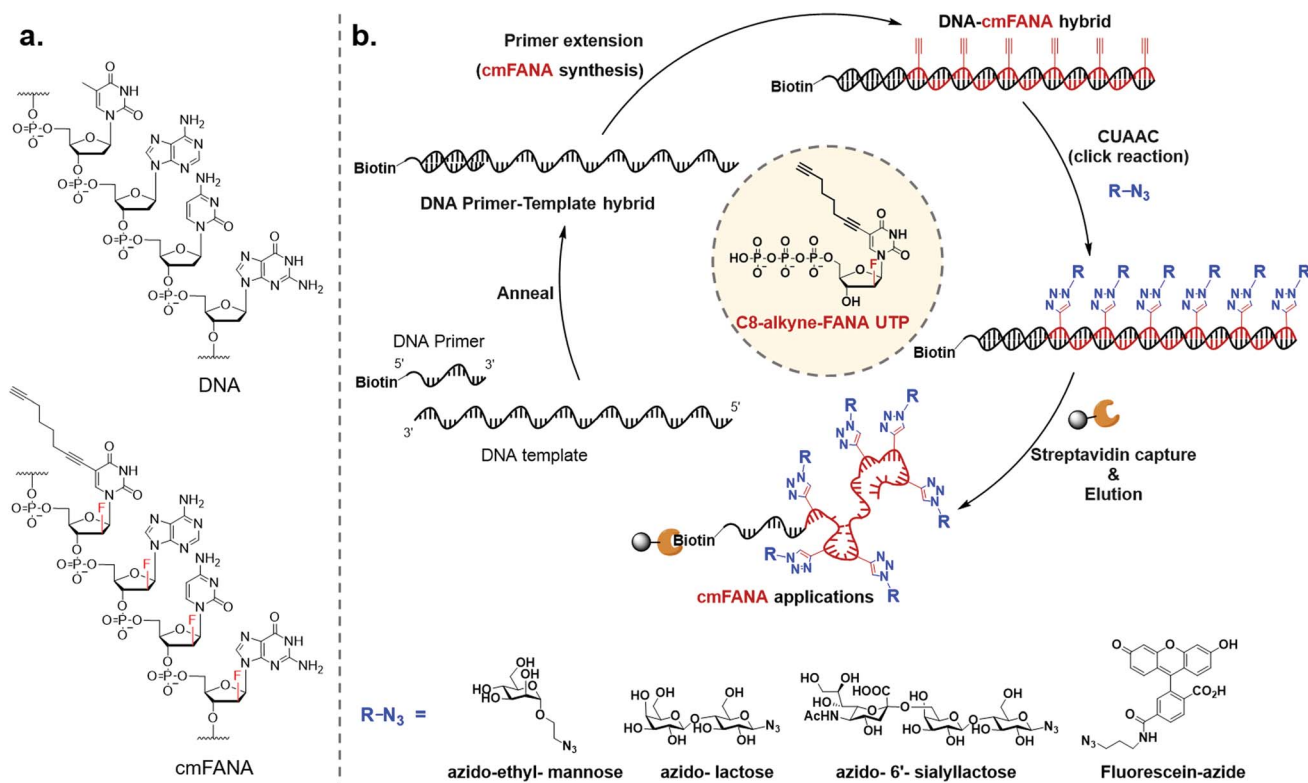 a.
DNA
cmFANA
b.
Primer extension
(cmFANA synthesis)
DNA-cmFANA hybrid
Biotin
CUAAC
(click reaction)
R–N3
Biotin
DNA Primer-Template hybrid
C8-alkyne-FANA UTP
Anneal
DNA Primer
5'
3'
Biotin
3'
5'
DNA template
Biotin
Streptavidin capture
&
Elution
Biotin
cmFANA applications
R–N3 =
azido-ethyl- mannose
azido- lactose
azido- 6'- sialyllactose
Fluorescein-azide